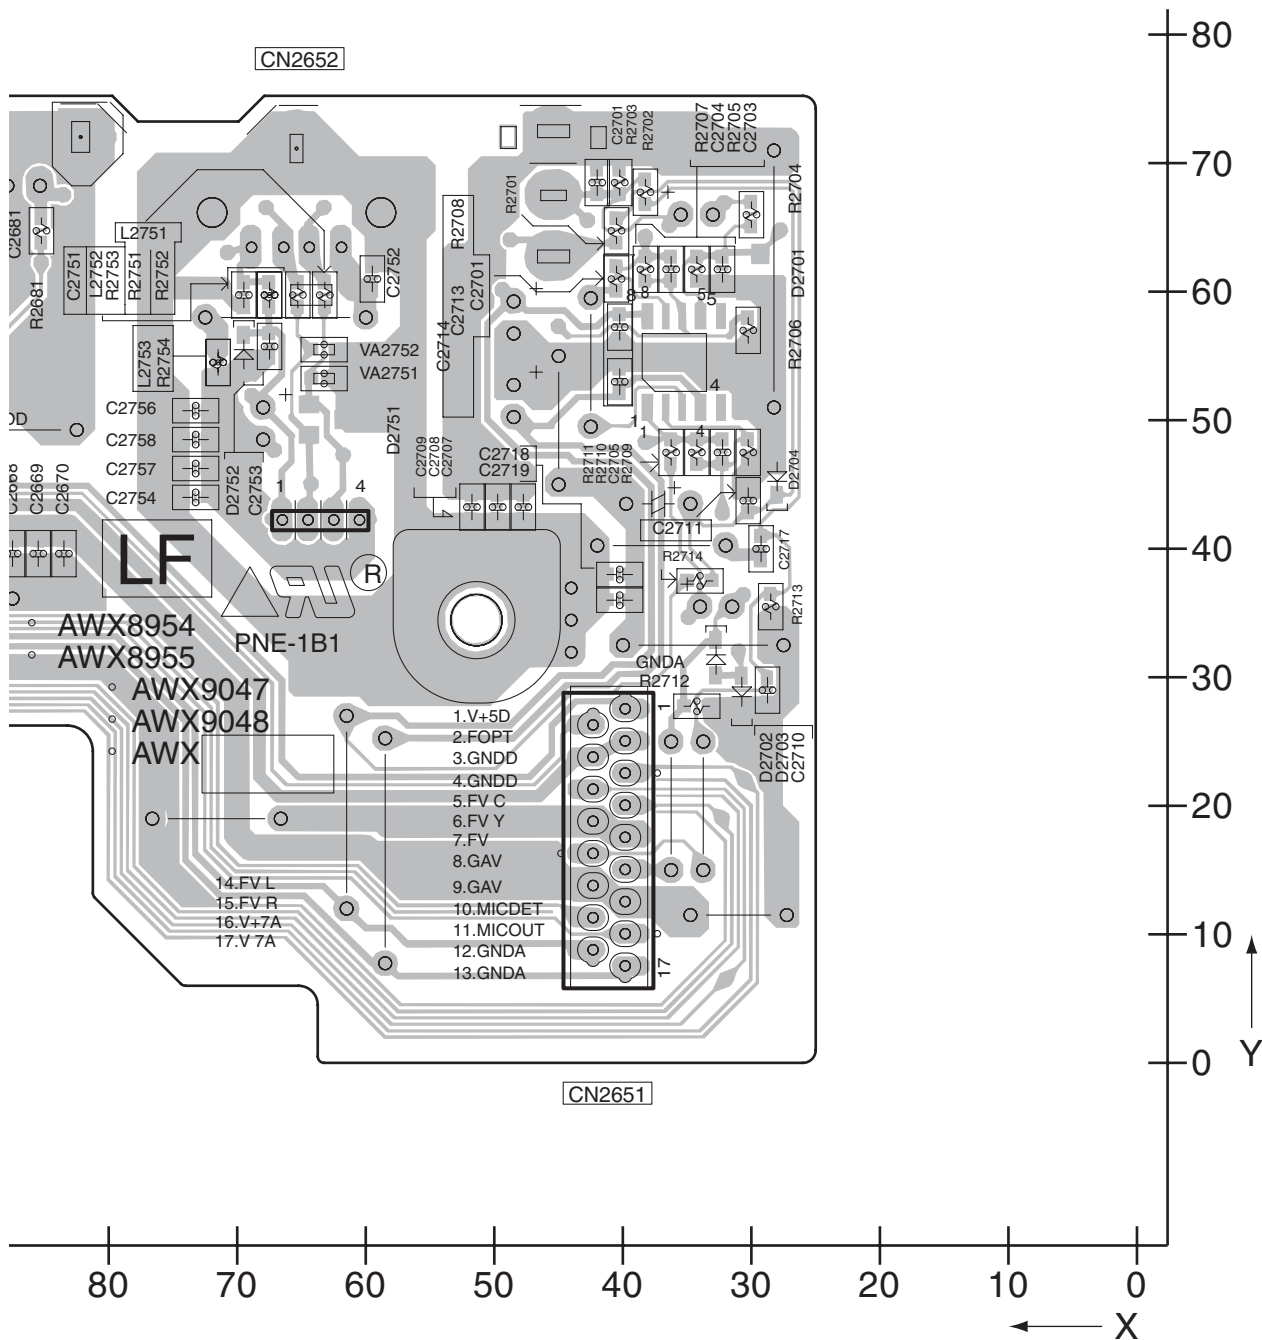 CN2652
80
70
60
50
40
30
20
10
0
Y
C2701
R2703
R2702
R2707
C2704
R2705
C2703
R2704
R2701
R2708
C2701
C2713
C2714
D2701
R2706
C2681
R2681
L2751
C2751
L2752
R2753
R2751
R2752
C2752
L2753
R2754
VA2752
VA2751
8
8
5
5
4
1
1
4
C2756
C2758
C2757
C2754
D2752
C2753
D2751
1
4
C2709
C2708
C2707
C2718
C2719
R2711
R2710
C2705
R2709
D2704
C2711
C2717
R2714
R2713
C2669
C2670
LF
R
PNE-1B1
AWX8954
AWX8955
AWX9047
AWX9048
AWX
GNDA
R2712
1
D2702
D2703
C2710
1.V+5D
2.FOPT
3.GNDD
4.GNDD
5.FV C
6.FV Y
7.FV
8.GAV
9.GAV
10.MICDET
11.MICOUT
12.GNDA
13.GNDA
14.FV L
15.FV R
16.V+7A
17.V 7A
17
CN2651
80 70 60 50 40 30 20 10 0
X